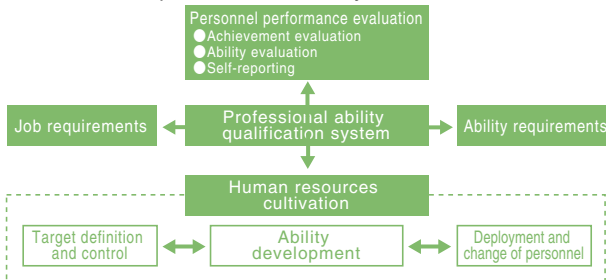 Personnel performance evaluation
●Achievement evaluation
●Ability evaluation
●Self-reporting
Job requirements
Professional ability
qualification system
Ability requirements
Human resources
cultivation
Target definition
and control
Ability
development
Deployment and
change of personnel